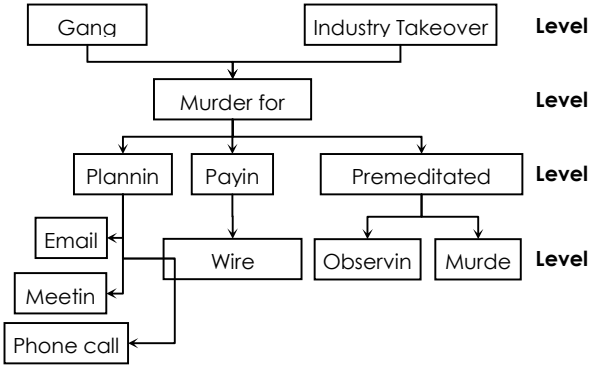 Gang
Industry Takeover
Level
Murder for
Level
Plannin
Payin
Premeditated
Level
Email
Wire
Observin
Murde
Level
Meetin
Phone call